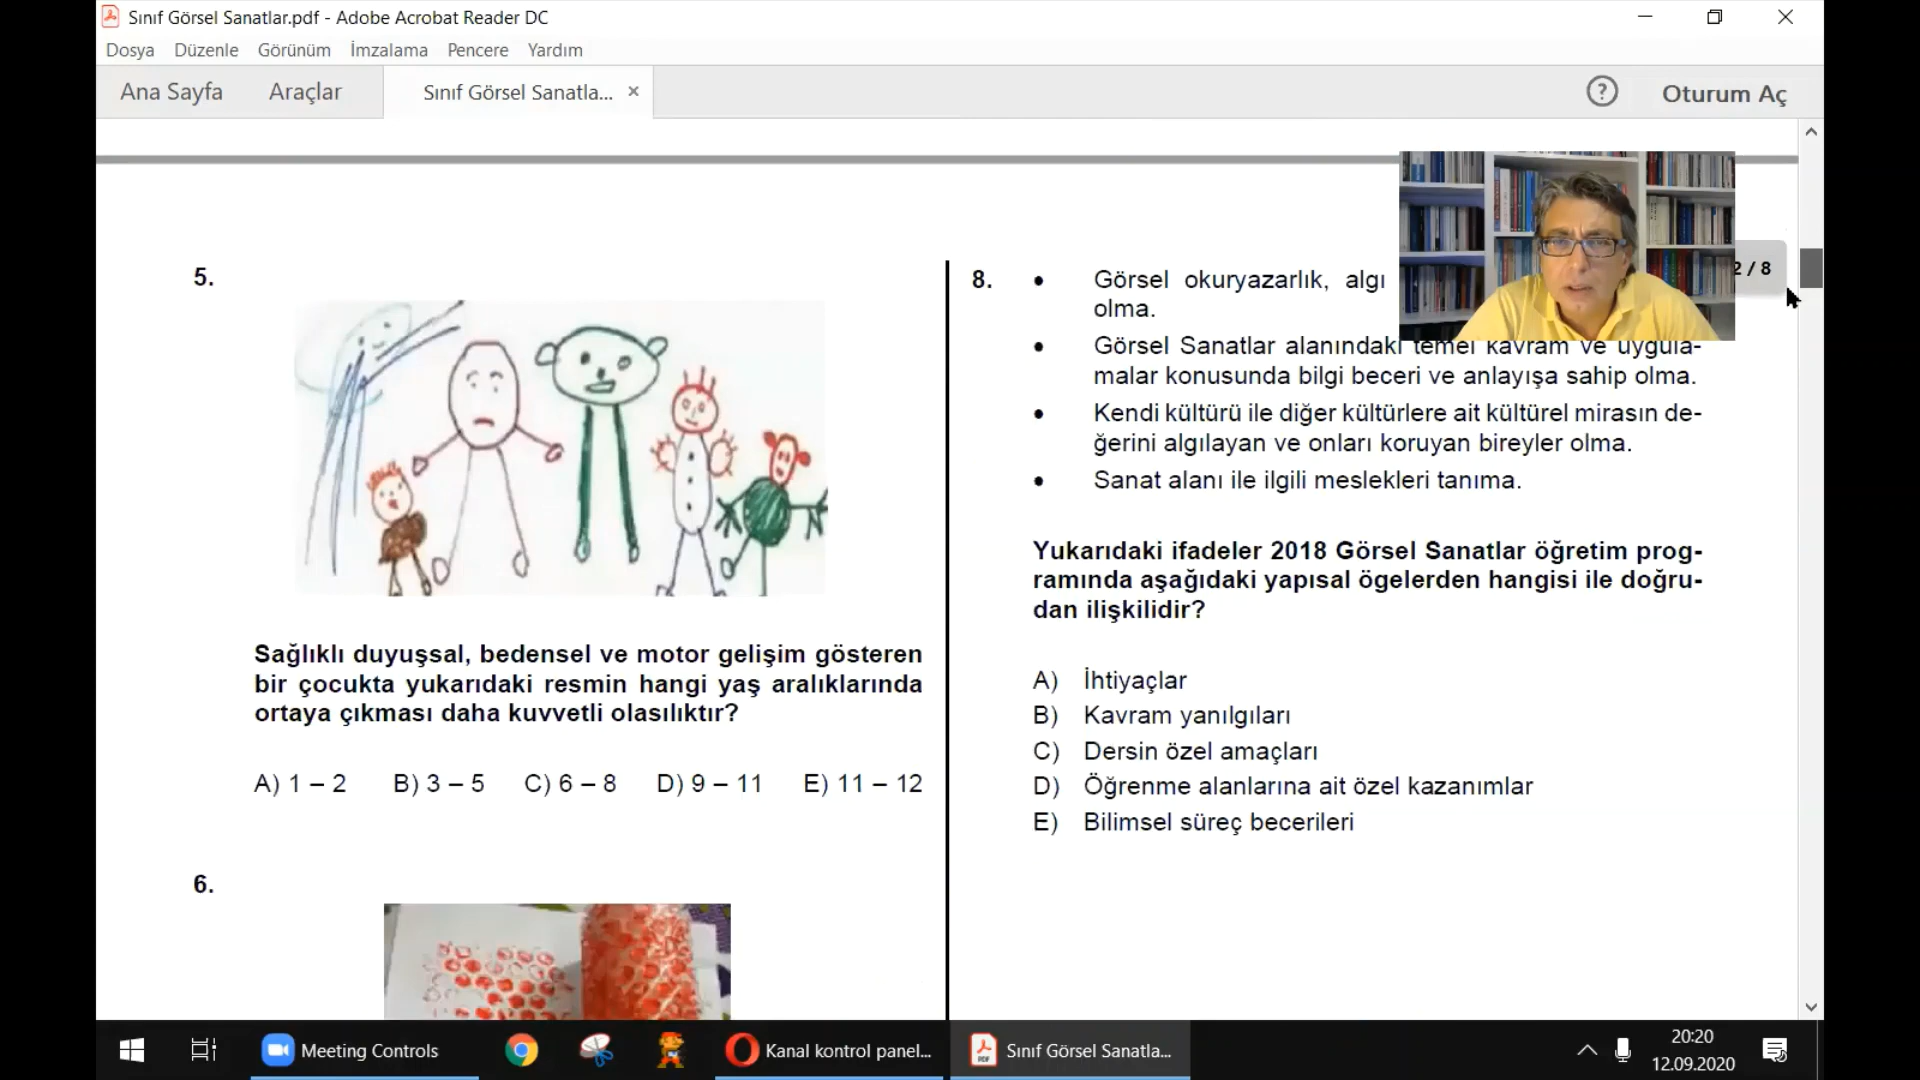 Sınıf Görsel Sanatlar.pdf - Adobe Acrobat Reader DC
Dosya Düzenle Görünüm İmzalama Pencere Yardım
Ana Sayfa Araçlar Sınıf Görsel Sanatla... × ? Oturum Aç
2 / 8
5.
Sağlıklı duyuşsal, bedensel ve motor gelişim gösteren
bir çocukta yukarıdaki resmin hangi yaş aralıklarında
ortaya çıkması daha kuvvetli olasılıktır?
A) 1 – 2 B) 3 – 5 C) 6 – 8 D) 9 – 11 E) 11 – 12
6.
8. • Görsel okuryazarlık, algı
olma.
• Görsel Sanatlar alanındaki temel kavram ve uygula-
malar konusunda bilgi beceri ve anlayışa sahip olma.
• Kendi kültürü ile diğer kültürlere ait kültürel mirasın de-
ğerini algılayan ve onları koruyan bireyler olma.
• Sanat alanı ile ilgili meslekleri tanıma.
Yukarıdaki ifadeler 2018 Görsel Sanatlar öğretim prog-
ramında aşağıdaki yapısal ögelerden hangisi ile doğru-
dan ilişkilidir?
A) İhtiyaçlar
B) Kavram yanılgıları
C) Dersin özel amaçları
D) Öğrenme alanlarına ait özel kazanımlar
E) Bilimsel süreç becerileri
Meeting Controls Kanal kontrol panel... Sınıf Görsel Sanatla...
20:20
12.09.2020